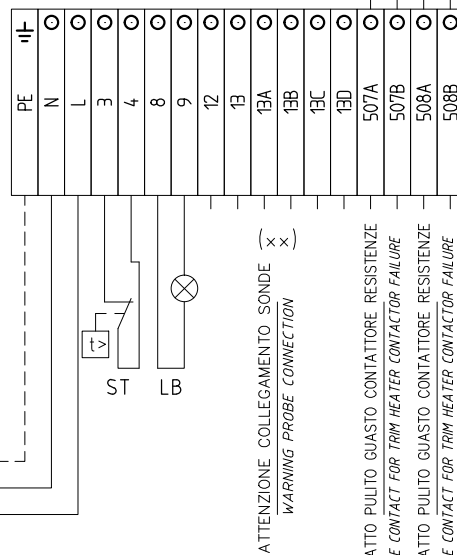 PE
N
L
3
4
8
9
12
13
13A
13B
13C
13D
507A
507B
508A
508B
t>
ST
LB
ATTENZIONE COLLEGAMENTO SONDE (xx)
WARNING PROBE CONNECTION
ATTO PULITO GUASTO CONTATTORE RESISTENZE
E CONTACT FOR TRIM HEATER CONTACTOR FAILURE
ATTO PULITO GUASTO CONTATTORE RESISTENZE
E CONTACT FOR TRIM HEATER CONTACTOR FAILURE